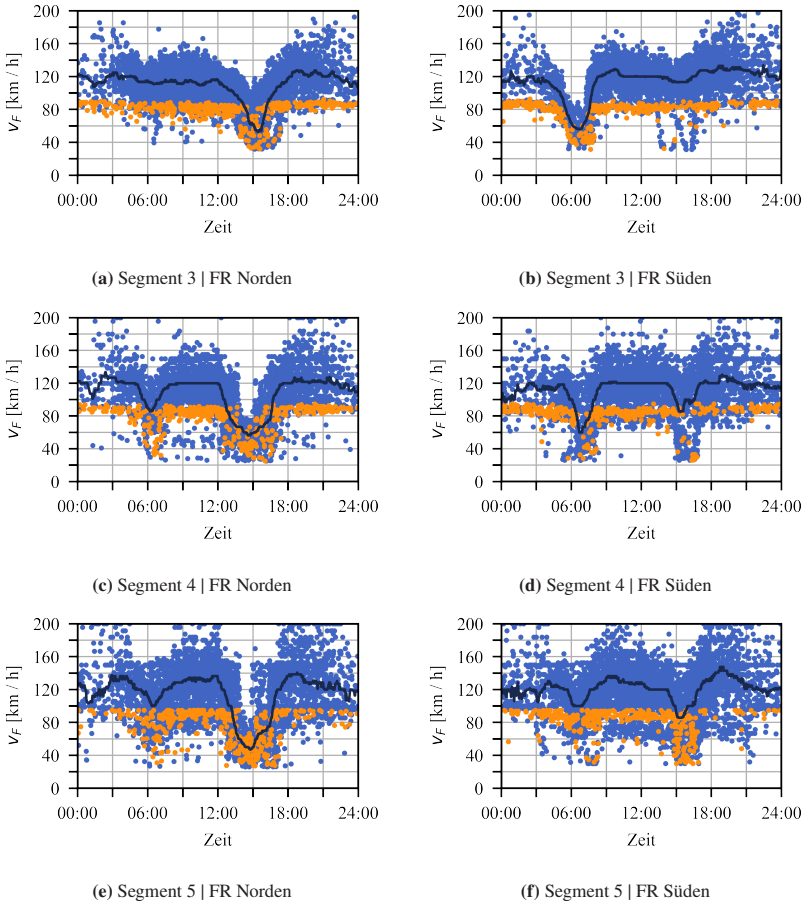 200
160
120
80
40
0
v_F [km / h]
00:00 06:00 12:00 18:00 24:00
Zeit
(a) Segment 3 | FR Norden
200
160
120
80
40
0
v_F [km / h]
00:00 06:00 12:00 18:00 24:00
Zeit
(b) Segment 3 | FR Süden
200
160
120
80
40
0
v_F [km / h]
00:00 06:00 12:00 18:00 24:00
Zeit
(c) Segment 4 | FR Norden
200
160
120
80
40
0
v_F [km / h]
00:00 06:00 12:00 18:00 24:00
Zeit
(d) Segment 4 | FR Süden
200
160
120
80
40
0
v_F [km / h]
00:00 06:00 12:00 18:00 24:00
Zeit
(e) Segment 5 | FR Norden
200
160
120
80
40
0
v_F [km / h]
00:00 06:00 12:00 18:00 24:00
Zeit
(f) Segment 5 | FR Süden